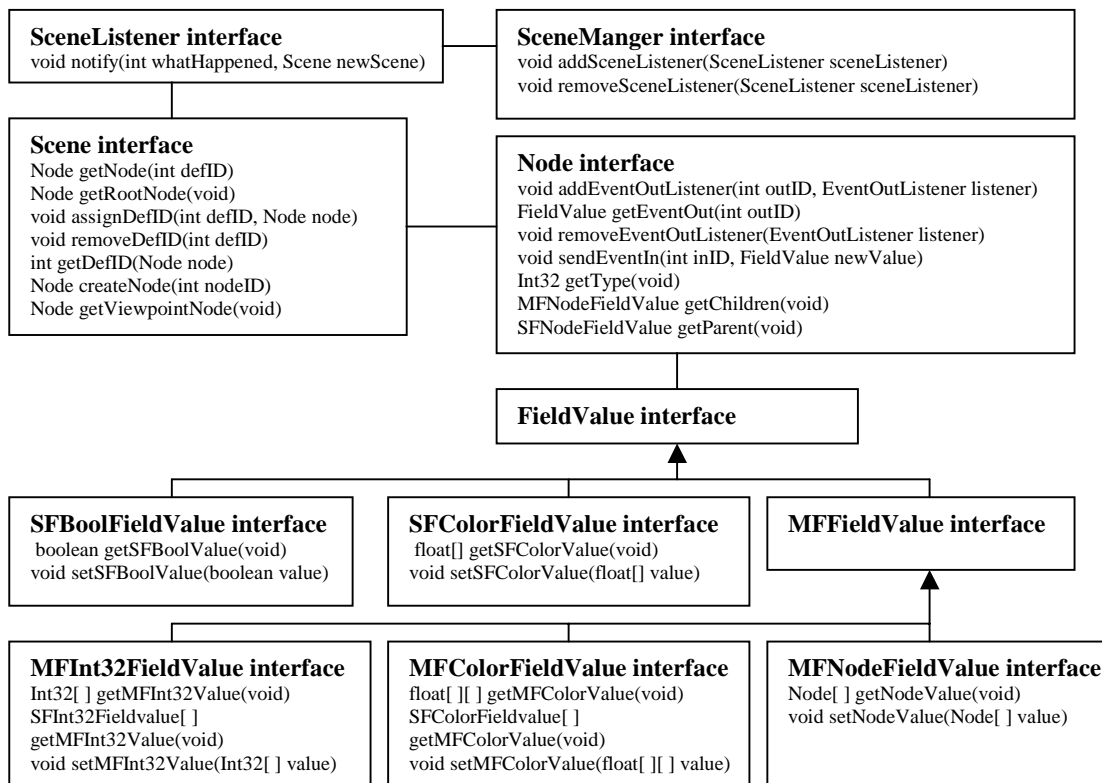 SceneListener interface
void notify(int whatHappened, Scene newScene)
SceneManger interface
void addSceneListener(SceneListener sceneListener)
void removeSceneListener(SceneListener sceneListener)
Scene interface
Node getNode(int defID)
Node getRootNode(void)
void assignDefID(int defID, Node node)
void removeDefID(int defID)
int getDefID(Node node)
Node createNode(int nodeID)
Node getViewpointNode(void)
Node interface
void addEventOutListener(int outID, EventOutListener listener)
FieldValue getEventOut(int outID)
void removeEventOutListener(EventOutListener listener)
void sendEventIn(int inID, FieldValue newValue)
Int32 getType(void)
MFNodeFieldValue getChildren(void)
SFNodeFieldValue getParent(void)
FieldValue interface
SFBoolFieldValue interface
boolean getSFBoolValue(void)
void setSFBoolValue(boolean value)
SFColorFieldValue interface
float[] getSFColorValue(void)
void setSFColorValue(float[] value)
MFFieldValue interface
MFInt32FieldValue interface
Int32[ ] getMFInt32Value(void)
SFInt32Fieldvalue[ ]
getMFInt32Value(void)
void setMFInt32Value(Int32[ ] value)
MFColorFieldValue interface
float[ ][ ] getMFColorValue(void)
SFColorFieldvalue[ ]
getMFColorValue(void)
void setMFColorValue(float[ ][ ] value)
MFNodeFieldValue interface
Node[ ] getNodeValue(void)
void setNodeValue(Node[ ] value)